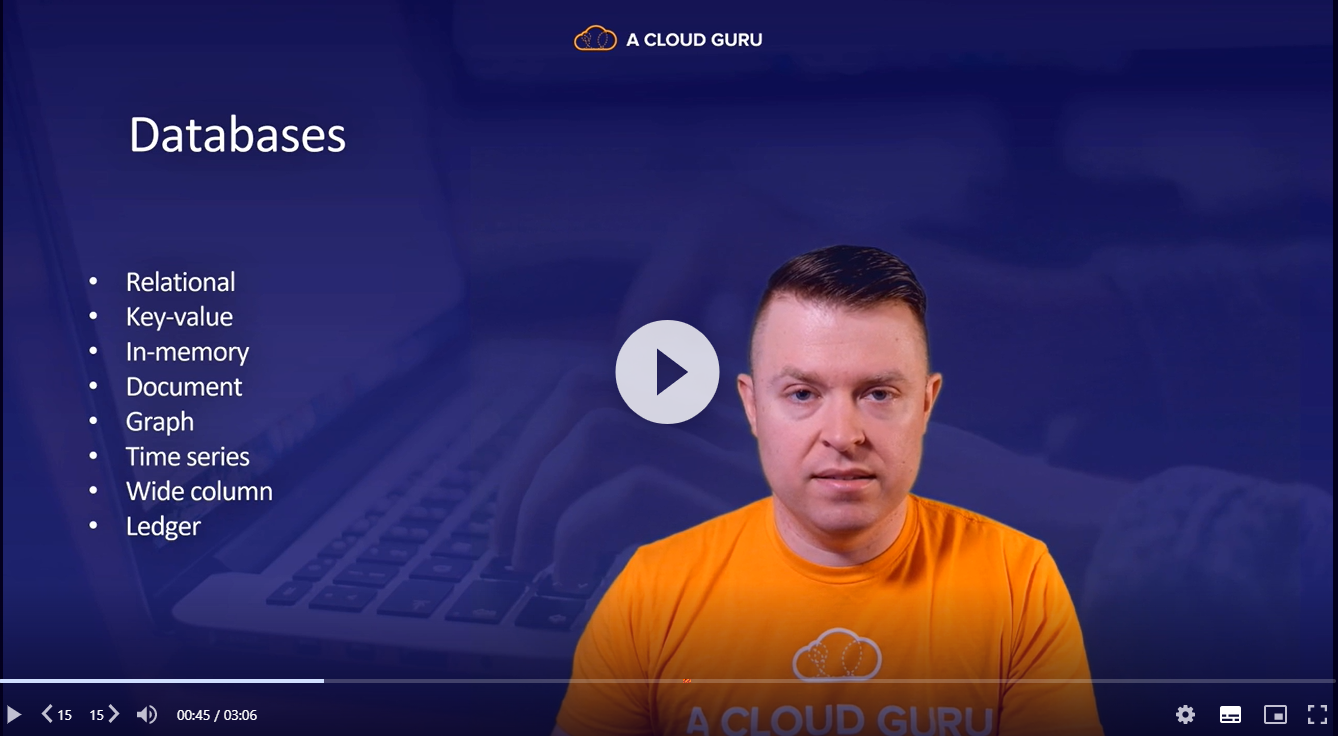 A CLOUD GURU
Databases
• Relational
• Key-value
• In-memory
• Document
• Graph
• Time series
• Wide column
• Ledger
A CLOUD GURU
15 15 00:45 / 03:06